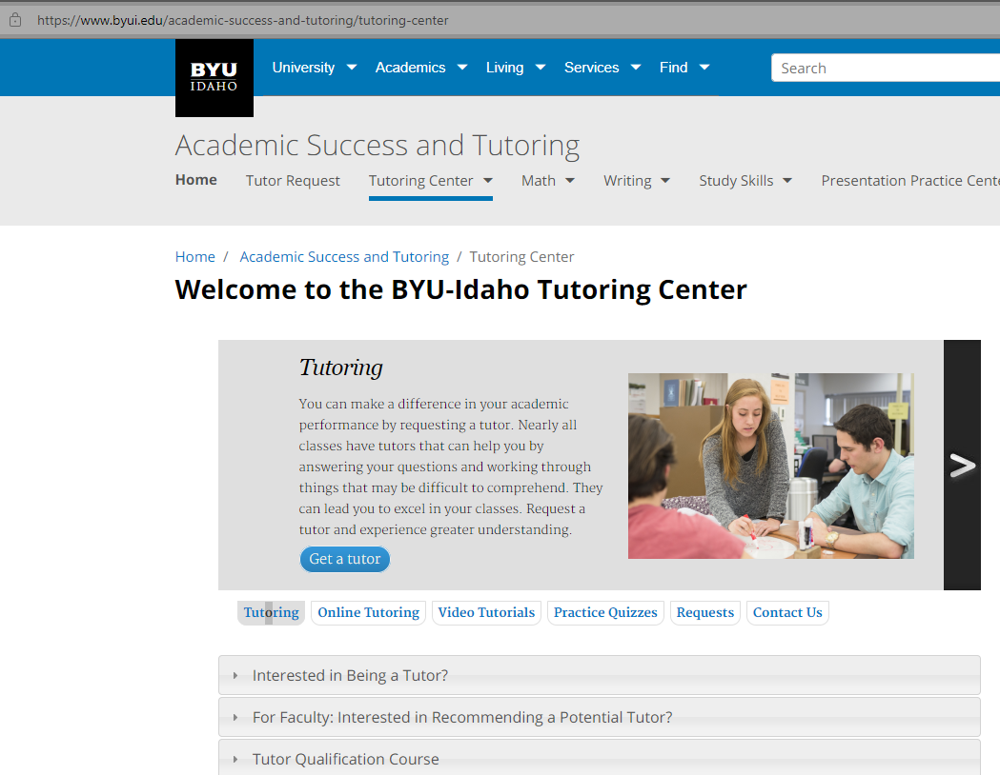 https://www.byui.edu/academic-success-and-tutoring/tutoring-center
BYU
IDAHO
University Academics Living Services Find Search
Academic Success and Tutoring
Home Tutor Request Tutoring Center Math Writing Study Skills Presentation Practice Cente
Home / Academic Success and Tutoring / Tutoring Center
Welcome to the BYU-Idaho Tutoring Center
Tutoring
You can make a difference in your academic
performance by requesting a tutor. Nearly all
classes have tutors that can help you by
answering your questions and working through
things that may be difficult to comprehend. They
can lead you to excel in your classes. Request a
tutor and experience greater understanding.
Get a tutor
>
Tutoring Online Tutoring Video Tutorials Practice Quizzes Requests Contact Us
Interested in Being a Tutor?
For Faculty: Interested in Recommending a Potential Tutor?
Tutor Qualification Course